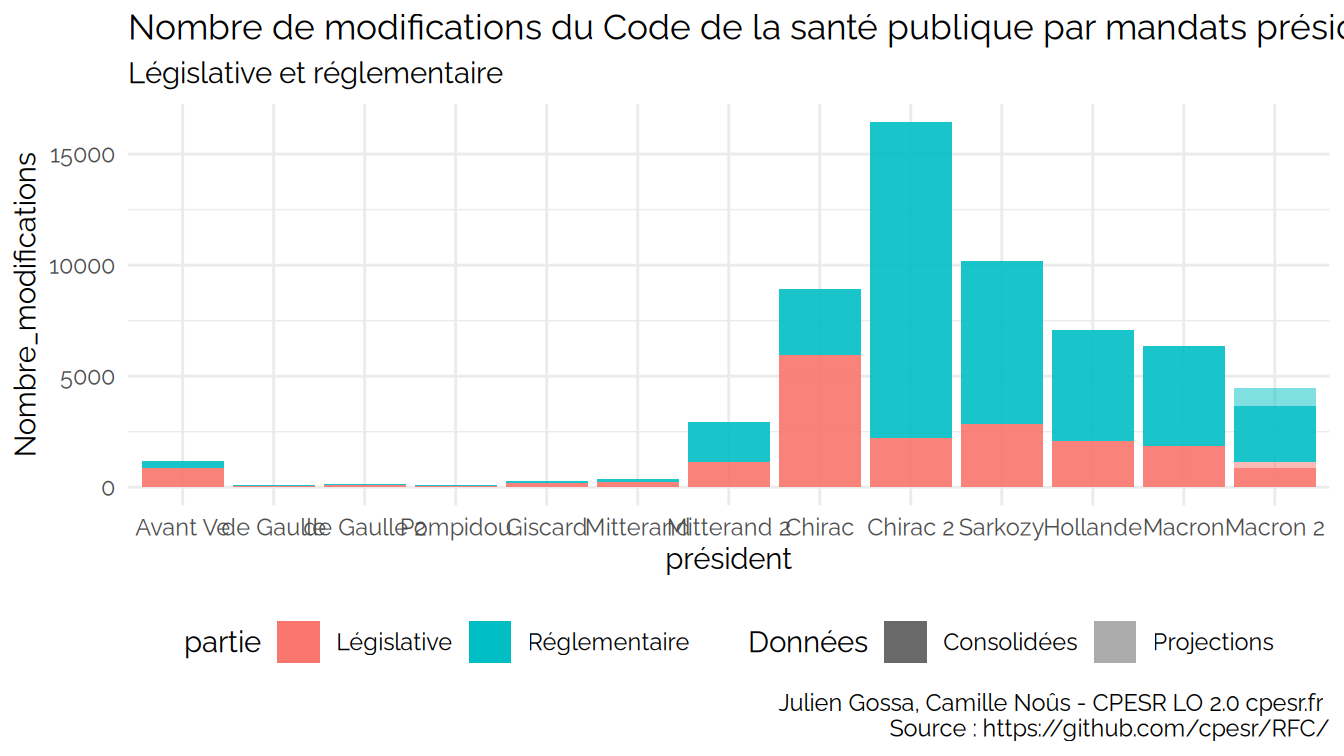 Nombre de modifications du Code de la santé publique par mandats présid
Législative et réglementaire
Nombre_modifications
15000
10000
5000
0
Avant Ve de Gaulle de Gaulle 2 Pompidou Giscard Mitterand Mitterand 2 Chirac Chirac 2 Sarkozy Hollande Macron Macron 2
président
partie Législative Réglementaire Données Consolidées Projections
Julien Gossa, Camille Noûs - CPESR LO 2.0 cpesr.fr
Source : https://github.com/cpesr/RFC/